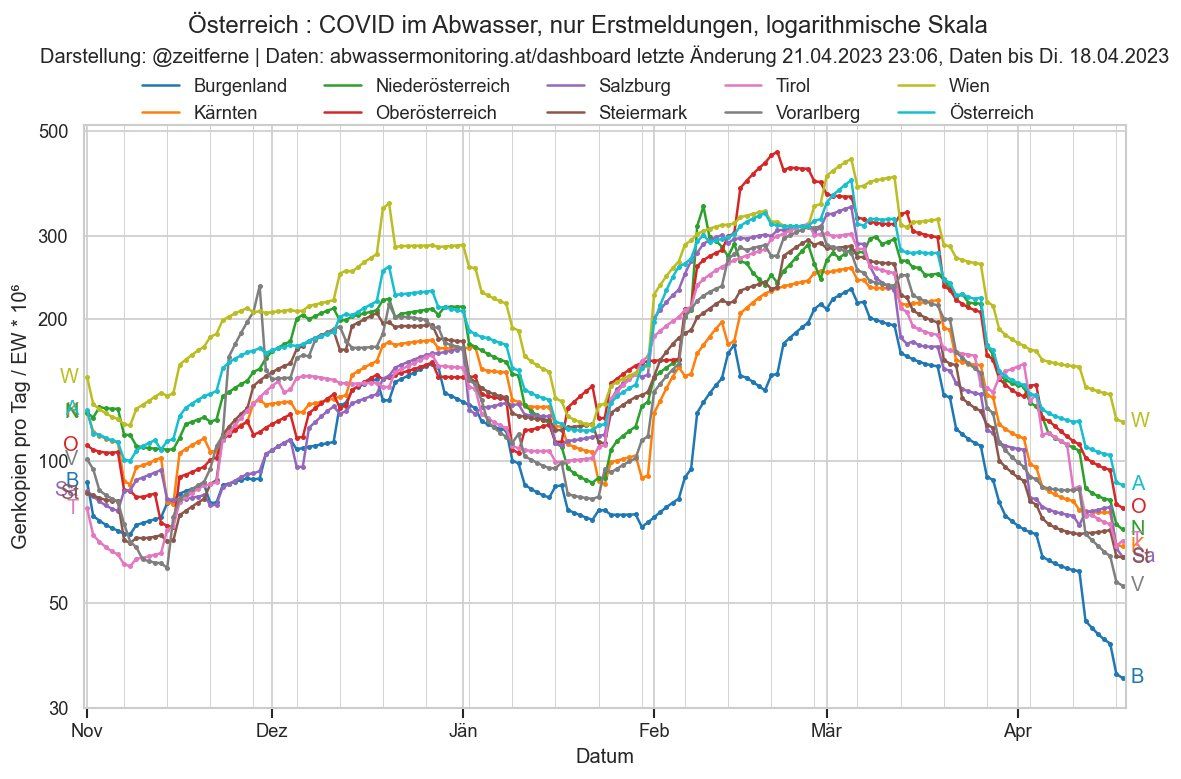 Österreich : COVID im Abwasser, nur Erstmeldungen, logarithmische Skala
Darstellung: @zeitferne | Daten: abwassermonitoring.at/dashboard letzte Änderung 21.04.2023 23:06, Daten bis Di. 18.04.2023
Burgenland Niederösterreich Salzburg Tirol Wien
Kärnten Oberösterreich Steiermark Vorarlberg Österreich
500
300
200
100
50
30
Genkopien pro Tag / EW * 10⁶
W
O
V
B
T
W
A
O
N
K
St
Sa
V
B
Nov Dez Jän Feb Mär Apr
Datum